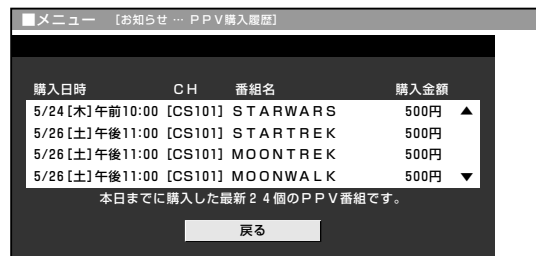 ■メニュー [お知らせ … ＰＰＶ購入履歴]
購入日時 ＣＨ 番組名 購入金額
5/24 [木] 午前10:00 [CS101] ＳＴＡＲＷＡＲＳ 500円 ▲
5/26 [土] 午後11:00 [CS101] ＳＴＡＲＴＲＥＫ 500円
5/26 [土] 午後11:00 [CS101] ＭＯＯＮＴＲＥＫ 500円
5/26 [土] 午後11:00 [CS101] ＭＯＯＮＷＡＬＫ 500円 ▼
本日までに購入した最新２４個のＰＰＶ番組です。
戻る